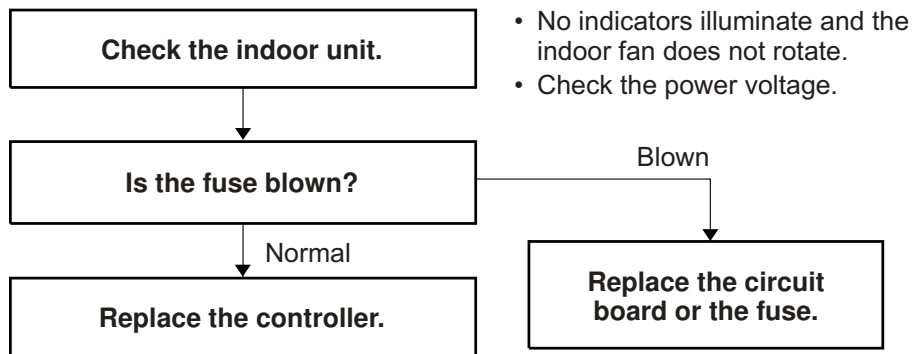 Check the indoor unit.
• No indicators illuminate and the
indoor fan does not rotate.
• Check the power voltage.
Is the fuse blown?
Blown
Normal
Replace the controller.
Replace the circuit
board or the fuse.